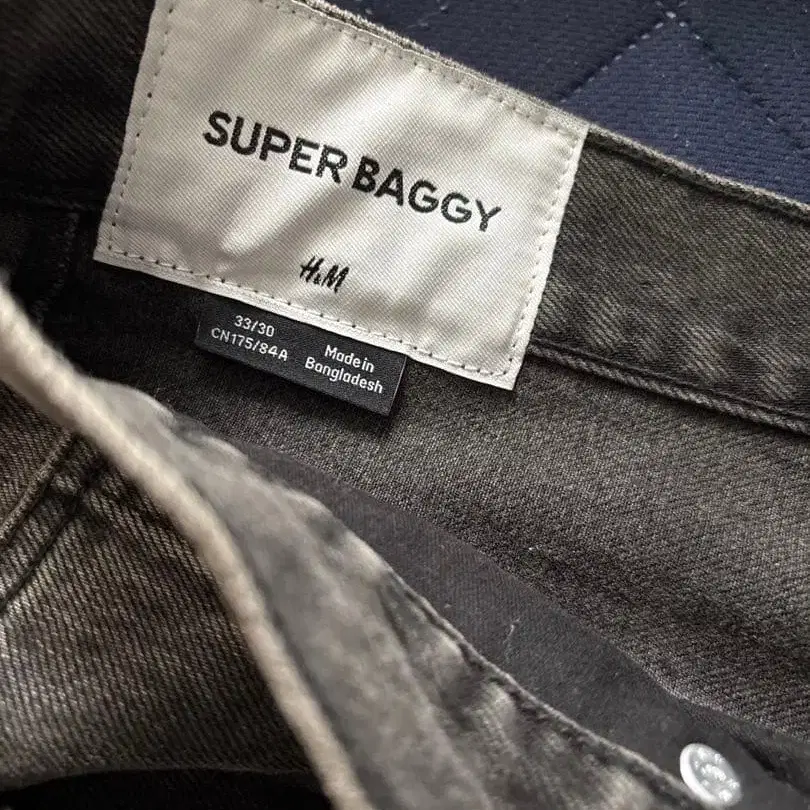 SUPER BAGGY
H&M
33/30
CN175/84A
Made in
Bangladesh